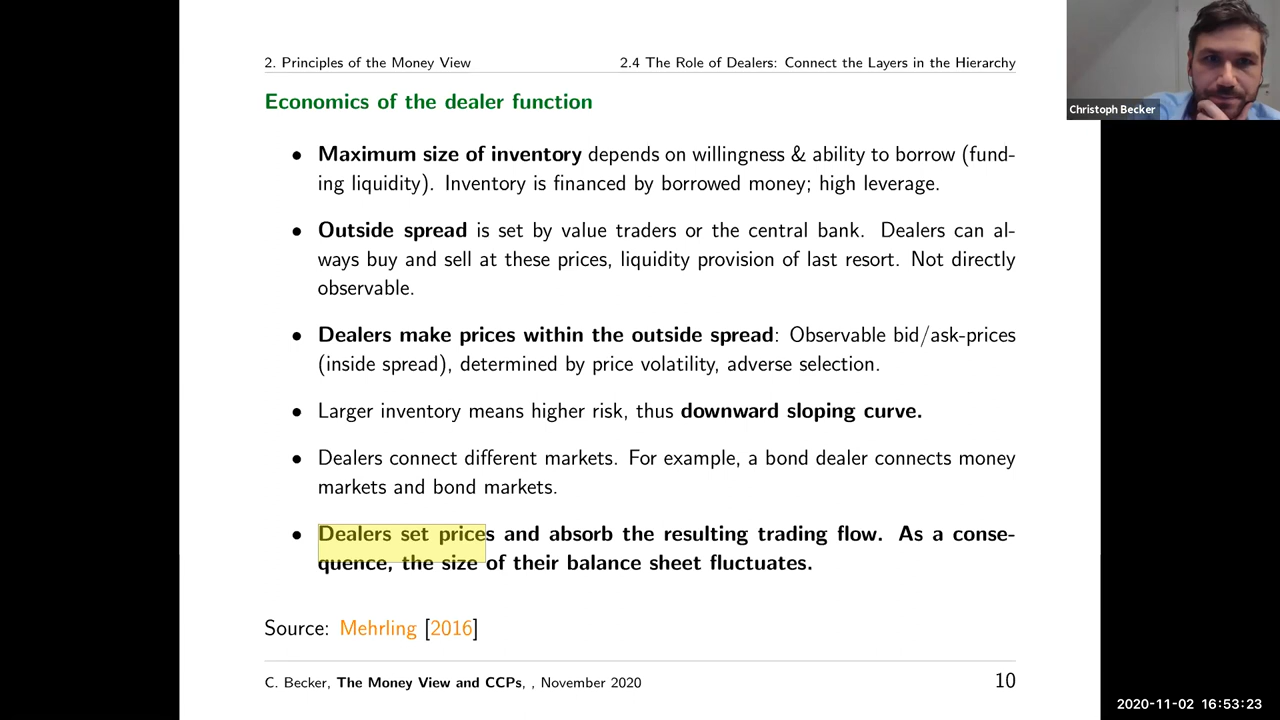 2. Principles of the Money View
2.4 The Role of Dealers: Connect the Layers in the Hierarchy
Economics of the dealer function
• Maximum size of inventory depends on willingness & ability to borrow (fund-
ing liquidity). Inventory is financed by borrowed money; high leverage.
• Outside spread is set by value traders or the central bank. Dealers can al-
ways buy and sell at these prices, liquidity provision of last resort. Not directly
observable.
• Dealers make prices within the outside spread: Observable bid/ask-prices
(inside spread), determined by price volatility, adverse selection.
• Larger inventory means higher risk, thus downward sloping curve.
• Dealers connect different markets. For example, a bond dealer connects money
markets and bond markets.
• Dealers set prices and absorb the resulting trading flow. As a conse-
quence, the size of their balance sheet fluctuates.
Source: Mehrling [2016]
C. Becker, The Money View and CCPs, , November 2020
10
Christoph Becker
2020-11-02 16:53:23